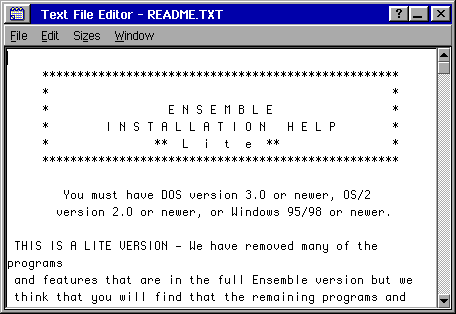 Text File Editor - README.TXT
File Edit Sizes Window
***************************************************
* *
* E N S E M B L E *
* I N S T A L L A T I O N H E L P *
* ** L i t e ** *
***************************************************
You must have DOS version 3.0 or newer, OS/2
version 2.0 or newer, or Windows 95/98 or newer.
THIS IS A LITE VERSION - We have removed many of the
programs
and features that are in the full Ensemble version but we
think that you will find that the remaining programs and